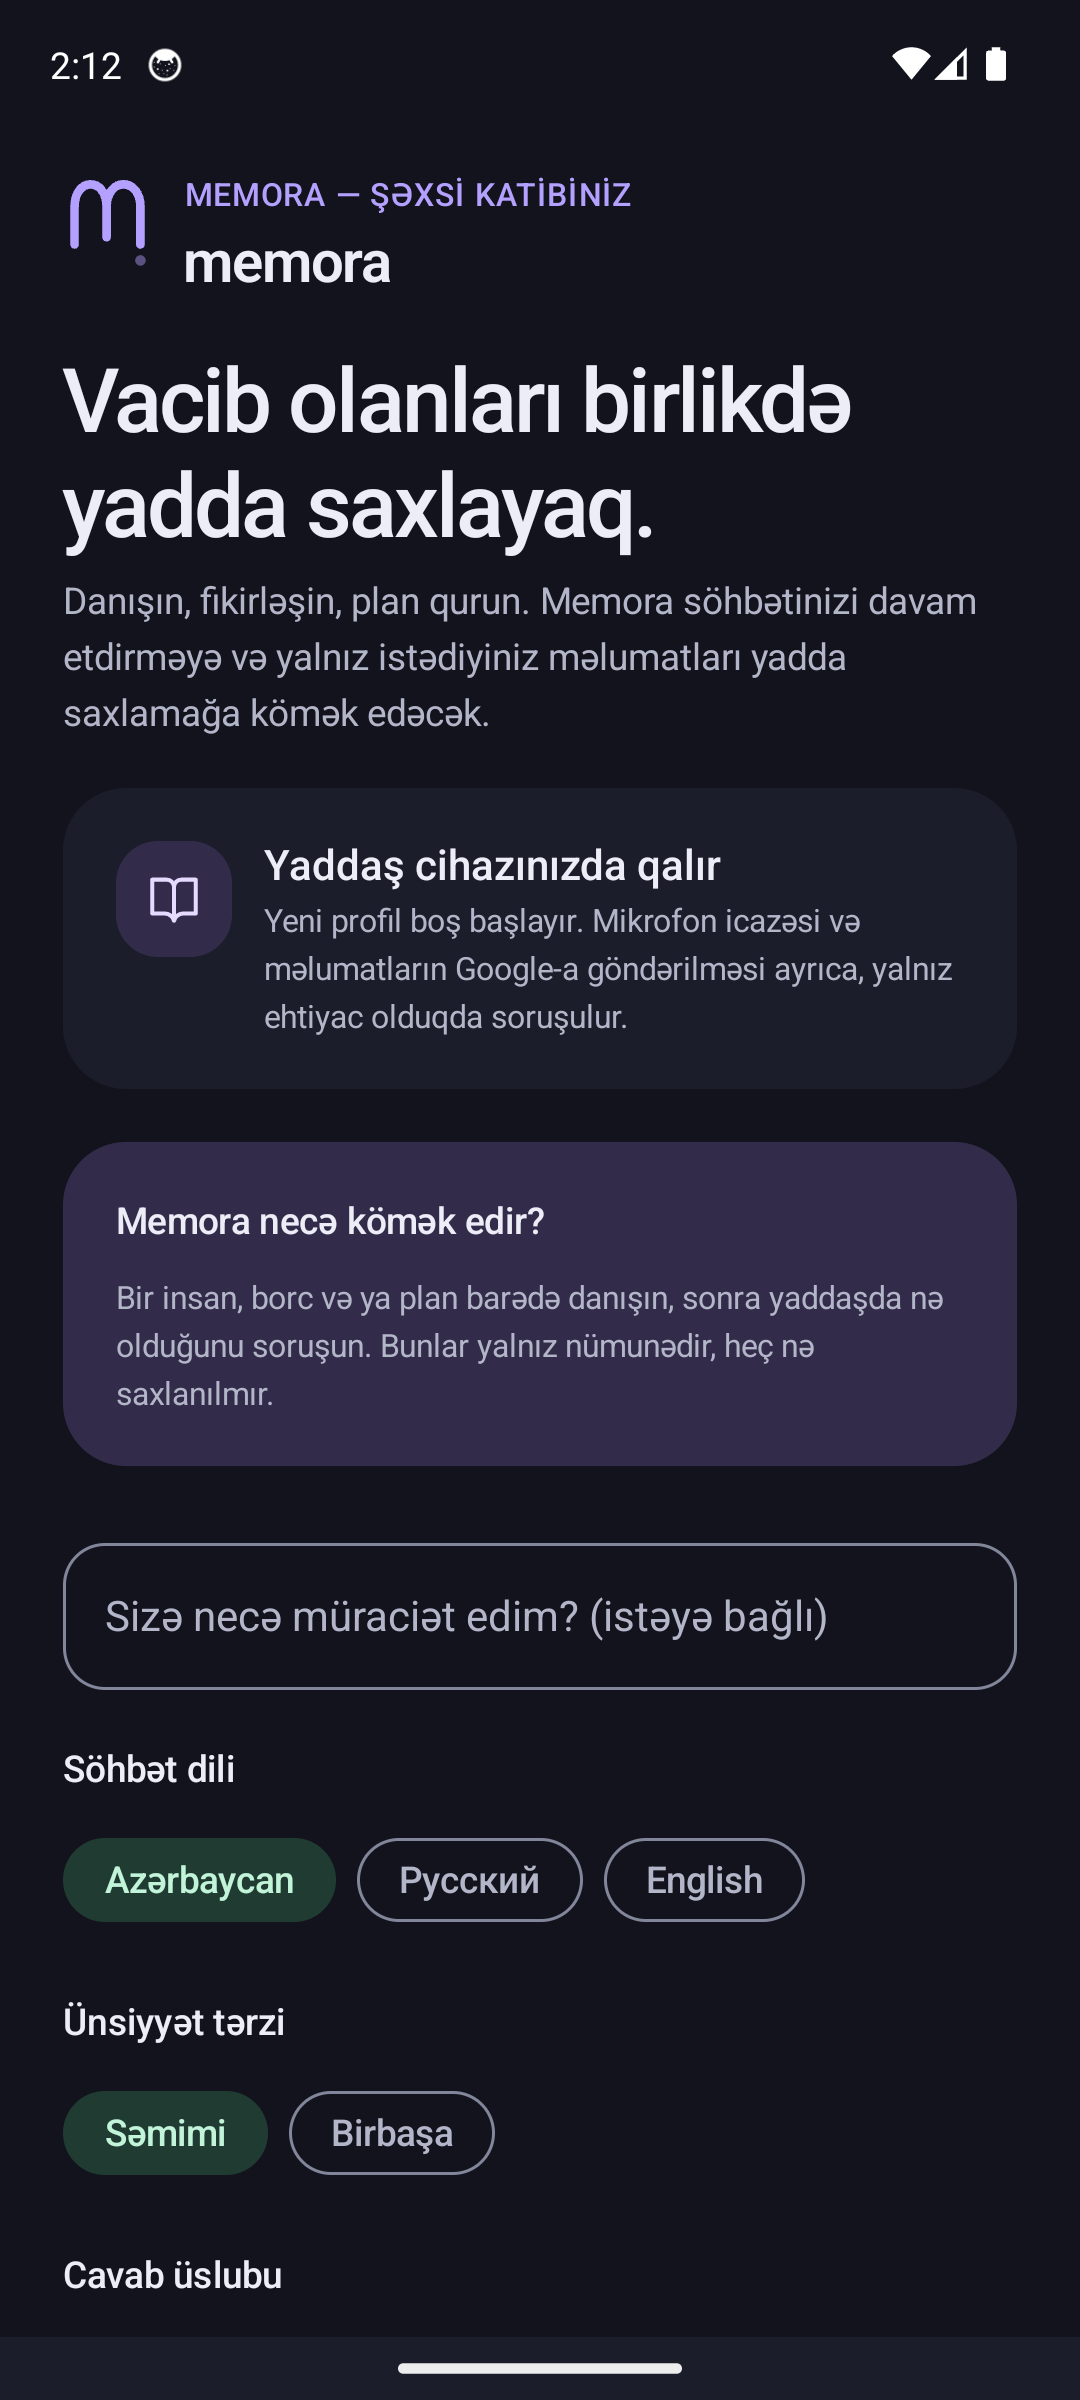 2:12
MEMORA — ŞƏXSİ KATİBİNİZ
memora
Vacib olanları birlikdə
yadda saxlayaq.
Danışın, fikirləşin, plan qurun. Memora söhbətinizi davam
etdirməyə və yalnız istədiyiniz məlumatları yadda
saxlamağa kömək edəcək.
Yaddaş cihazınızda qalır
Yeni profil boş başlayır. Mikrofon icazəsi və
məlumatların Google-a göndərilməsi ayrıca, yalnız
ehtiyac olduqda soruşulur.
Memora necə kömək edir?
Bir insan, borc və ya plan barədə danışın, sonra yaddaşda nə
olduğunu soruşun. Bunlar yalnız nümunədir, heç nə
saxlanılmır.
Sizə necə müraciət edim? (istəyə bağlı)
Söhbət dili
Azərbaycan Русский English
Ünsiyyət tərzi
Səmimi Birbaşa
Cavab üslubu